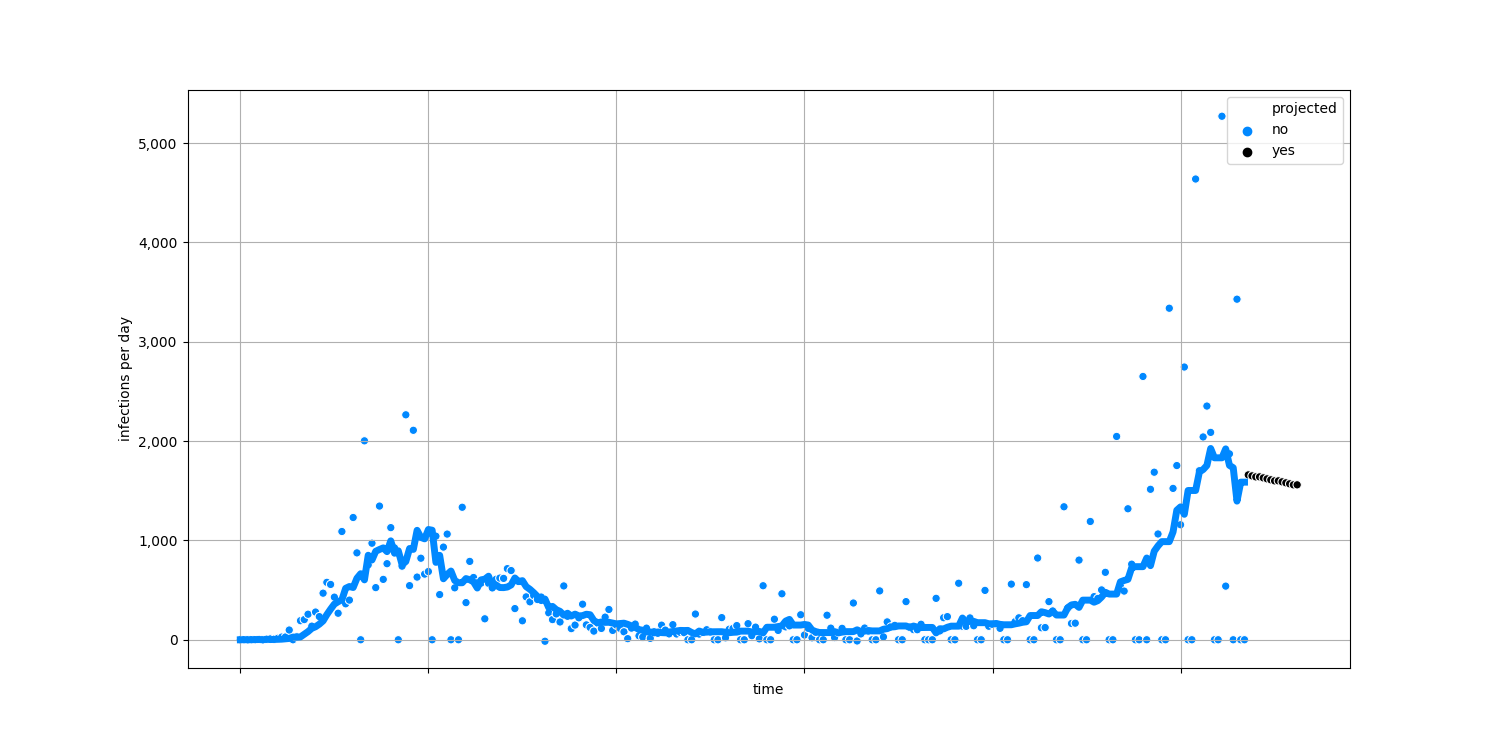 projected
no
yes
5,000
4,000
3,000
2,000
1,000
0
infections per day
time